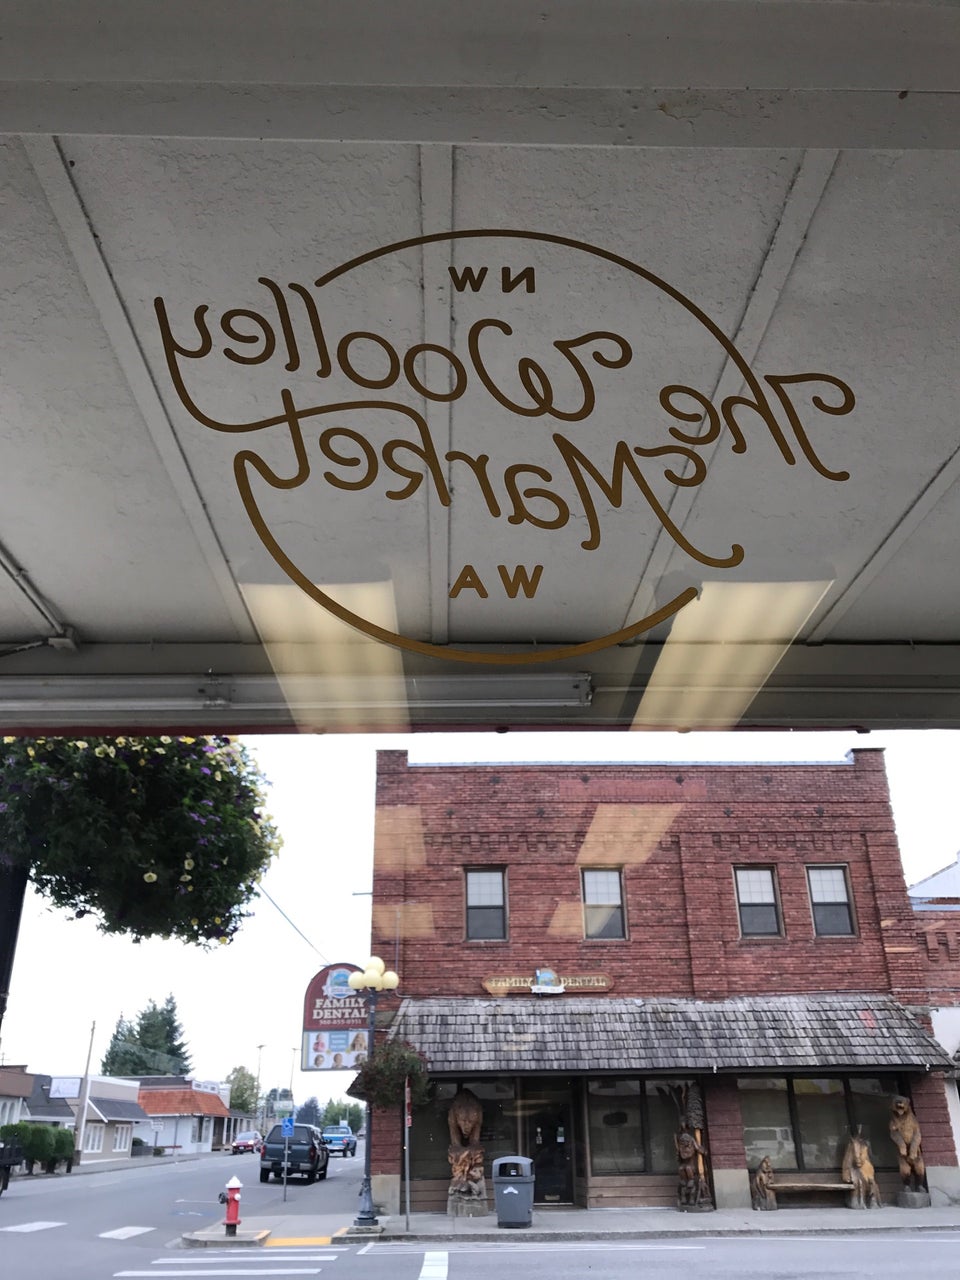 NW
The Woolley
Market
WA
FAMILY DENTAL
FAMILY
DENTAL